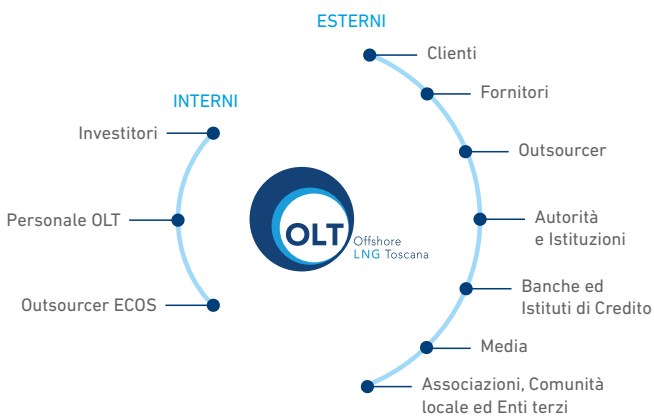 ESTERNI
Clienti
Fornitori
Outsourcer
Autorità
e Istituzioni
Banche ed
Istituti di Credito
Media
Associazioni, Comunità
locale ed Enti terzi
INTERNI
Investitori
Personale OLT
Outsourcer ECOS
OLT
Offshore
LNG Toscana